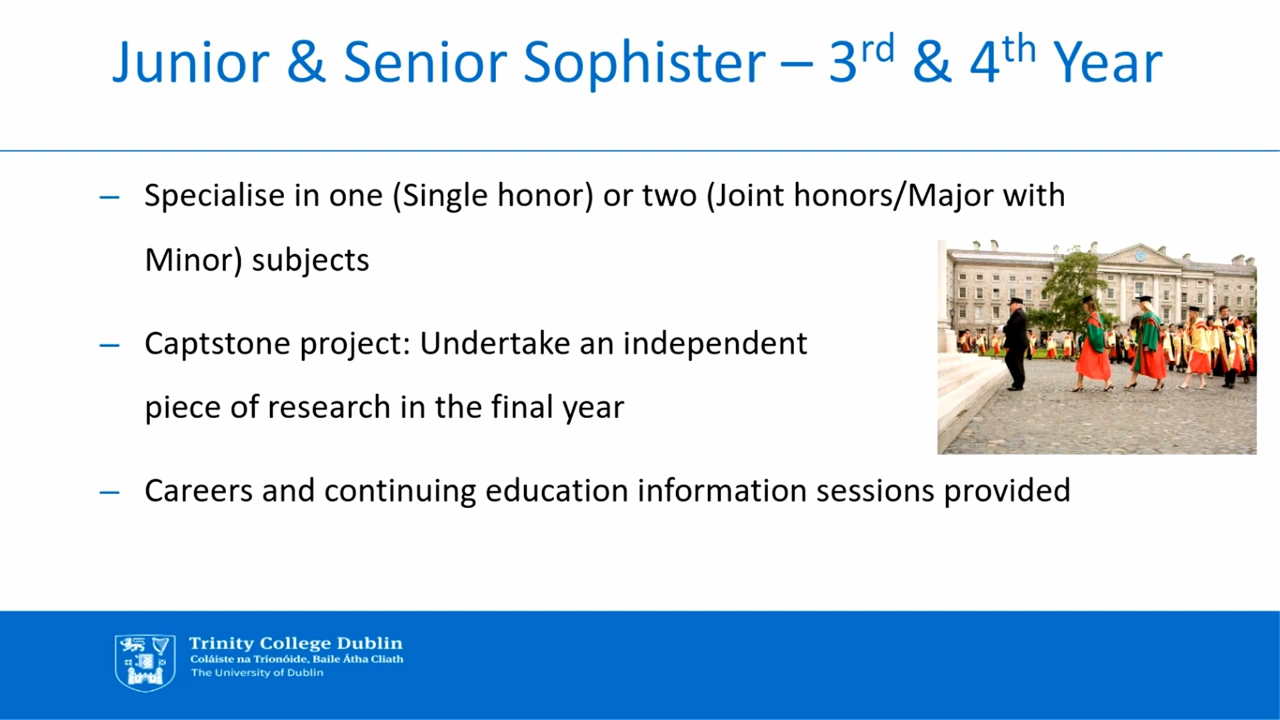 Junior & Senior Sophister – 3rd & 4th Year
– Specialise in one (Single honor) or two (Joint honors/Major with
Minor) subjects
– Captstone project: Undertake an independent
piece of research in the final year
– Careers and continuing education information sessions provided
Trinity College Dublin
Coláiste na Tríonóide, Baile Átha Cliath
The University of Dublin